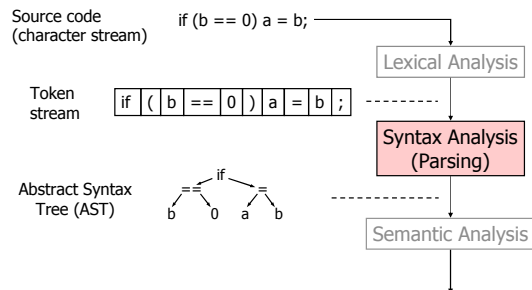 Source code
(character stream)
if (b == 0) a = b;
Lexical Analysis
Token
stream
if ( b == 0 ) a = b ;
Syntax Analysis
(Parsing)
Abstract Syntax
Tree (AST)
if
== =
b 0 a b
Semantic Analysis